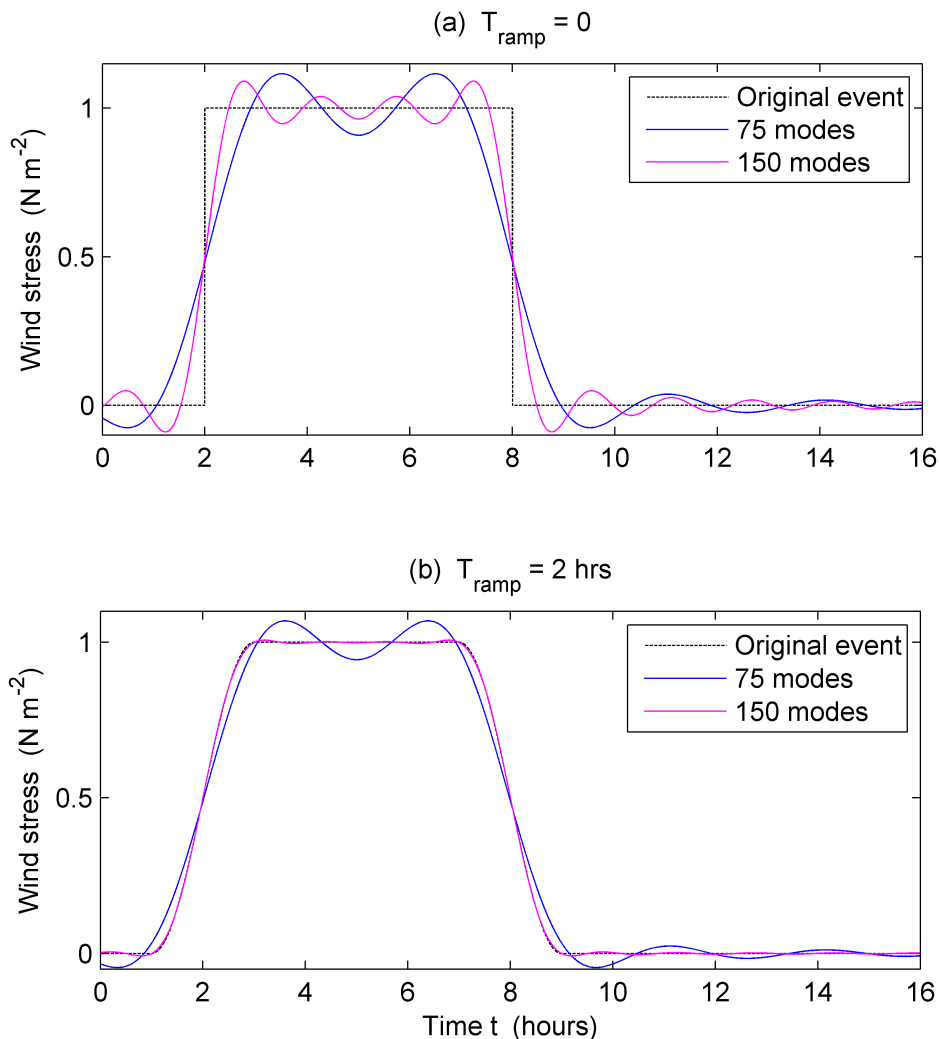 (a) T_ramp = 0
Wind stress (N m^-2)
1
0.5
0
0 2 4 6 8 10 12 14 16
Original event
75 modes
150 modes
(b) T_ramp = 2 hrs
Wind stress (N m^-2)
1
0.5
0
0 2 4 6 8 10 12 14 16
Original event
75 modes
150 modes
Time t (hours)